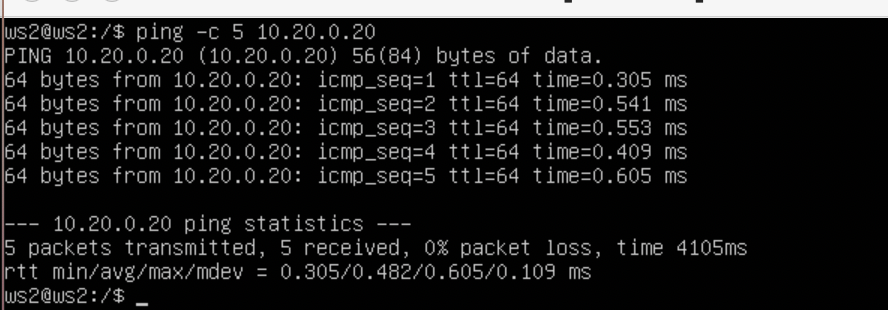 ws2@ws2:/$ ping -c 5 10.20.0.20
PING 10.20.0.20 (10.20.0.20) 56(84) bytes of data.
64 bytes from 10.20.0.20: icmp_seq=1 ttl=64 time=0.305 ms
64 bytes from 10.20.0.20: icmp_seq=2 ttl=64 time=0.541 ms
64 bytes from 10.20.0.20: icmp_seq=3 ttl=64 time=0.553 ms
64 bytes from 10.20.0.20: icmp_seq=4 ttl=64 time=0.409 ms
64 bytes from 10.20.0.20: icmp_seq=5 ttl=64 time=0.605 ms
--- 10.20.0.20 ping statistics ---
5 packets transmitted, 5 received, 0% packet loss, time 4105ms
rtt min/avg/max/mdev = 0.305/0.482/0.605/0.109 ms
ws2@ws2:/$ _